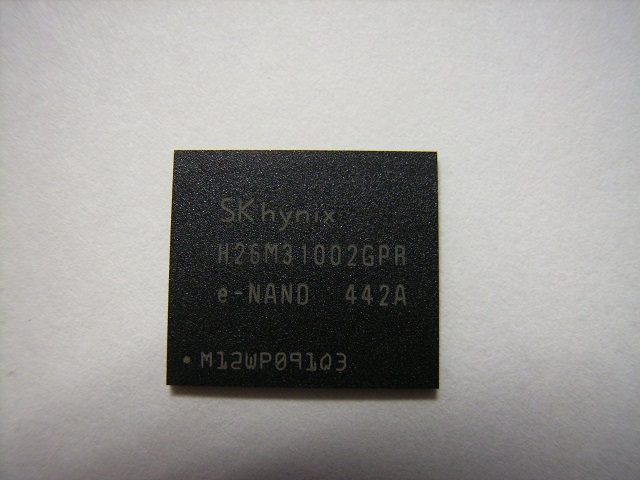 SK hynix
H26M31002GPR
e-NAND 442A
M12WP091Q3